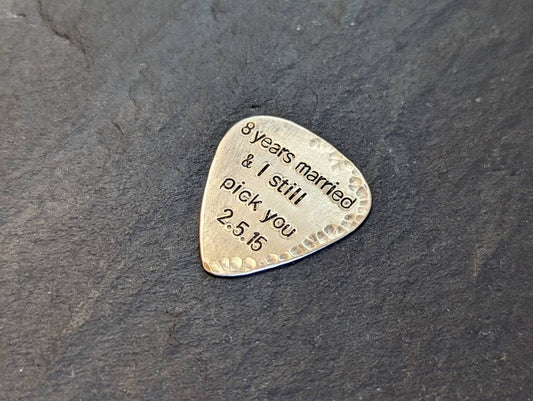 8 years married
& I still
pick you
2.5.15